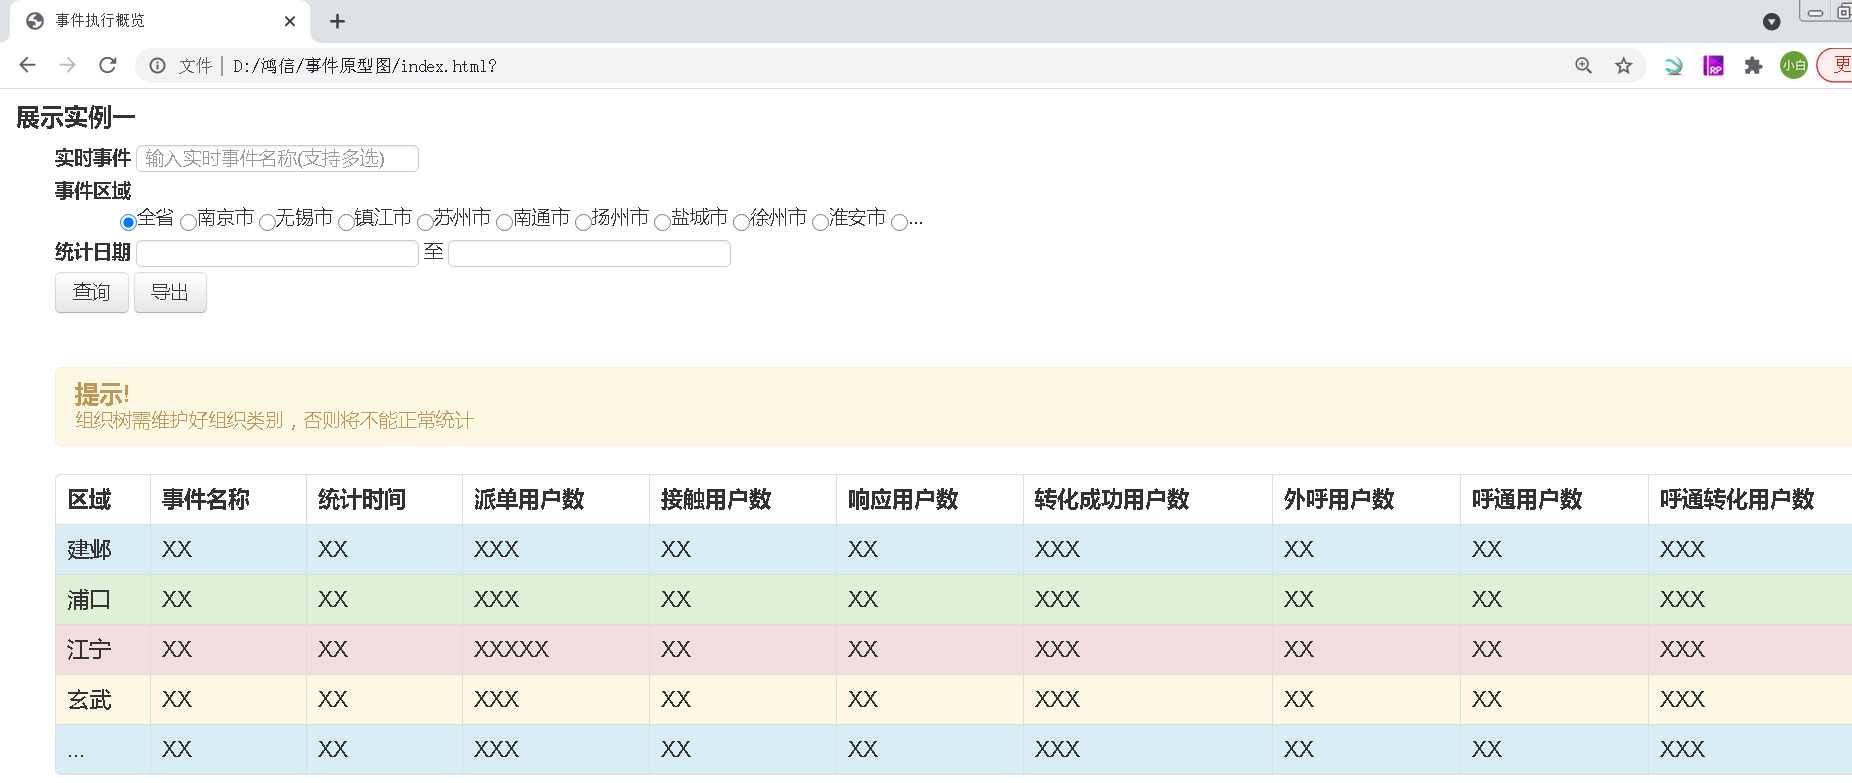 事件执行概览
文件 | D:/鸿信/事件原型图/index.html?
RP
小白
更
展示实例一
实时事件 输入实时事件名称(支持多选)
事件区域
全省 南京市 无锡市 镇江市 苏州市 南通市 扬州市 盐城市 徐州市 淮安市 ...
统计日期 至
查询 导出
提示!
组织树需维护好组织类别，否则将不能正常统计
区域 事件名称 统计时间 派单用户数 接触用户数 响应用户数 转化成功用户数 外呼用户数 呼通用户数 呼通转化用户数
建邺 XX XX XXX XX XX XXX XX XX XXX
浦口 XX XX XXX XX XX XXX XX XX XXX
江宁 XX XX XXXXX XX XX XXX XX XX XXX
玄武 XX XX XXX XX XX XXX XX XX XXX
... XX XX XXX XX XX XXX XX XX XXX